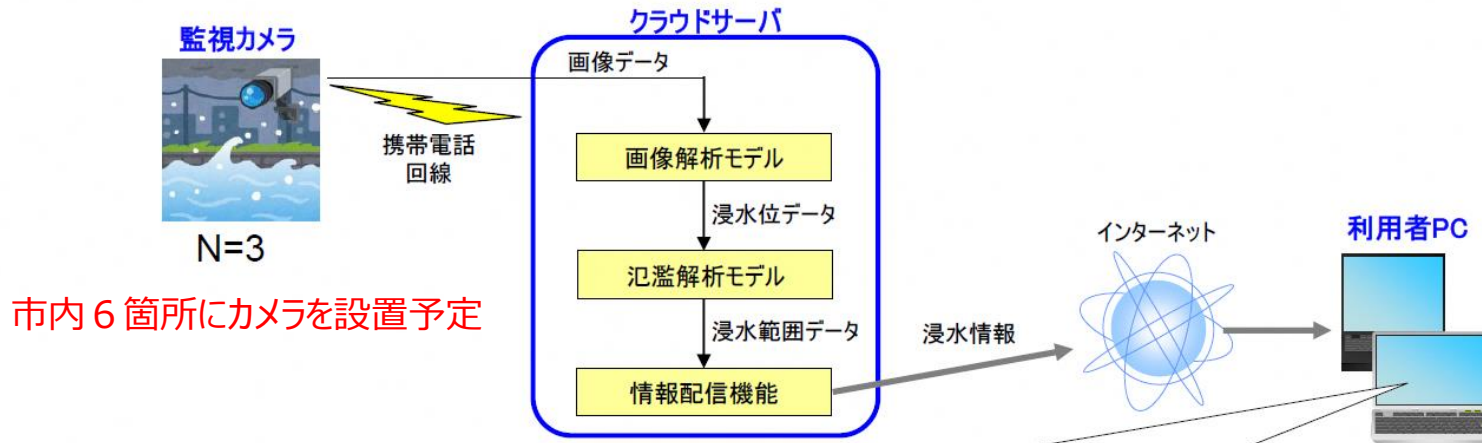 監視カメラ
クラウドサーバ
画像データ
携帯電話
回線
画像解析モデル
浸水位データ
N=3
氾濫解析モデル
インターネット
利用者PC
市内６箇所にカメラを設置予定
浸水範囲データ
浸水情報
情報配信機能